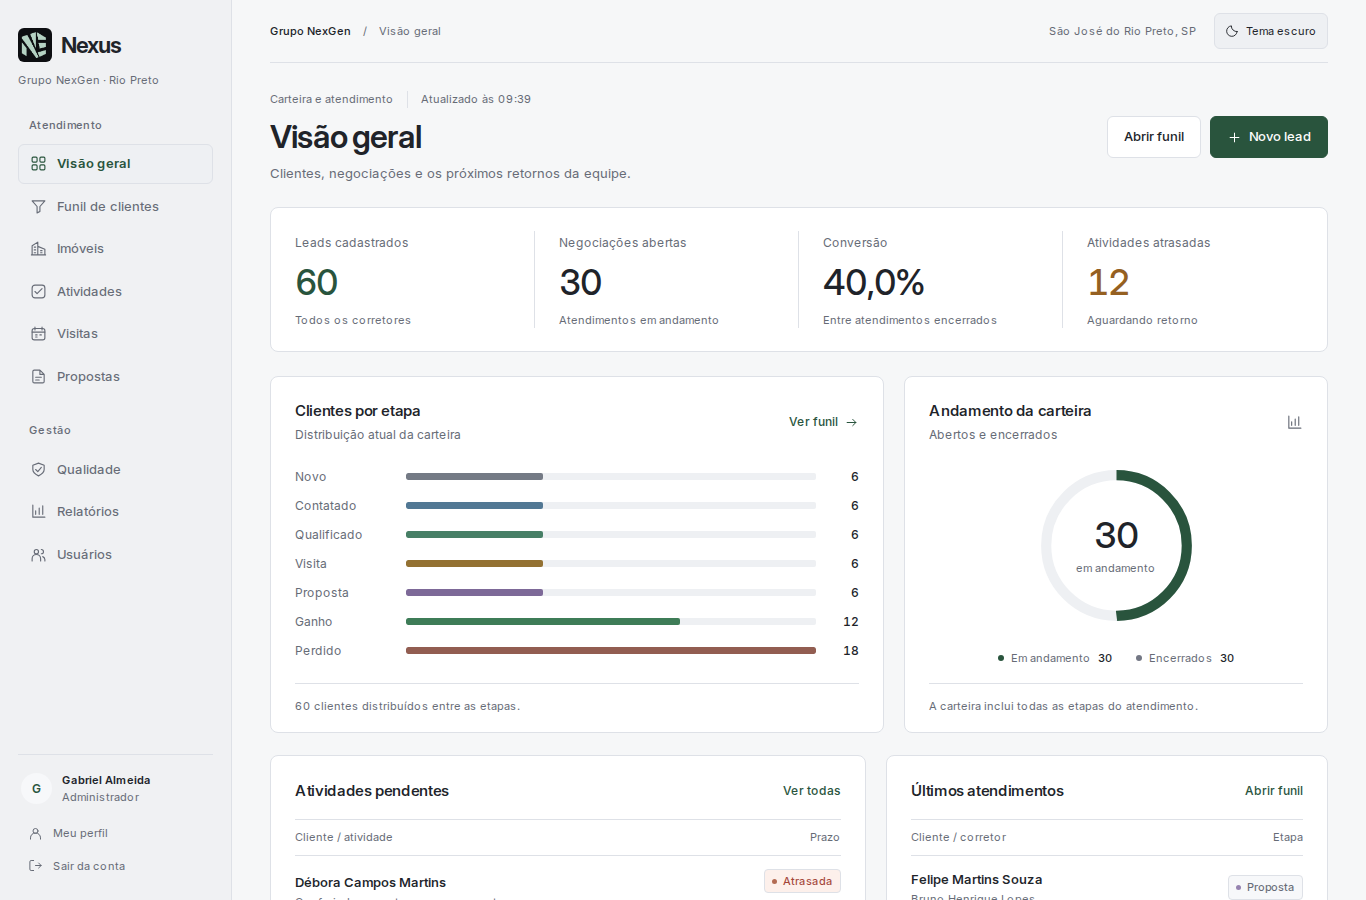 Nexus
Grupo NexGen · Rio Preto
Atendimento
Visão geral
Funil de clientes
Imóveis
Atividades
Visitas
Propostas
Gestão
Qualidade
Relatórios
Usuários
G
Gabriel Almeida
Administrador
Meu perfil
Sair da conta
Grupo NexGen / Visão geral
São José do Rio Preto, SP
Tema escuro
Carteira e atendimento
Atualizado às 09:39
Visão geral
Clientes, negociações e os próximos retornos da equipe.
Abrir funil
Novo lead
Leads cadastrados
60
Todos os corretores
Negociações abertas
30
Atendimentos em andamento
Conversão
40,0%
Entre atendimentos encerrados
Atividades atrasadas
12
Aguardando retorno
Clientes por etapa
Distribuição atual da carteira
Ver funil
Novo 6
Contatado 6
Qualificado 6
Visita 6
Proposta 6
Ganho 12
Perdido 18
60 clientes distribuídos entre as etapas.
Andamento da carteira
Abertos e encerrados
30
em andamento
Em andamento 30
Encerrados 30
A carteira inclui todas as etapas do atendimento.
Atividades pendentes
Ver todas
Cliente / atividade
Prazo
Débora Campos Martins
Atrasada
Últimos atendimentos
Abrir funil
Cliente / corretor
Etapa
Felipe Martins Souza
Bruno Henrique Lopes
Proposta